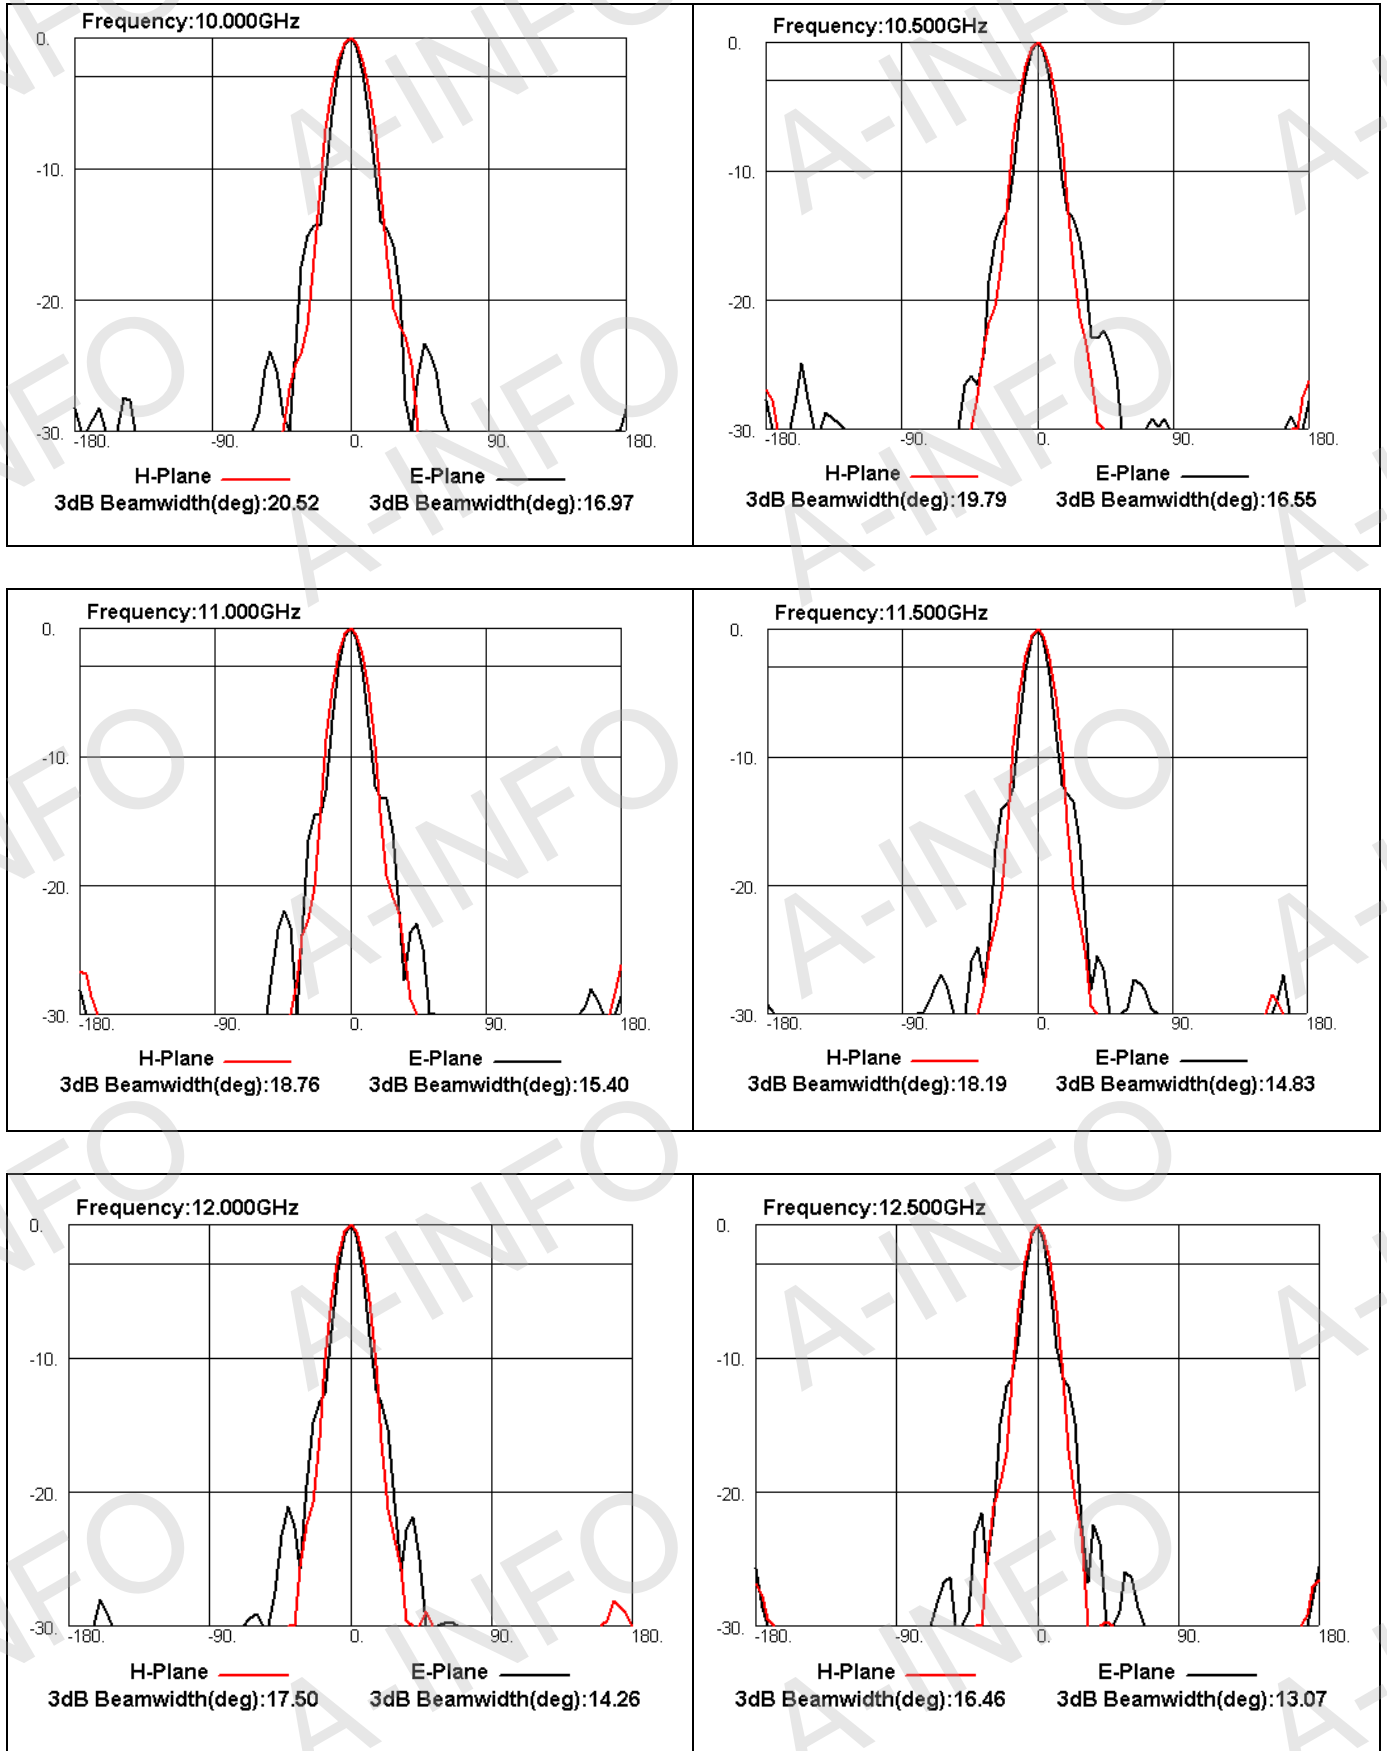 Frequency:10.000GHz
0.
-10.
-20.
-30.
-180.
-90.
0.
90.
180.
H-Plane
E-Plane
3dB Beamwidth(deg):20.52
3dB Beamwidth(deg):16.97
Frequency:10.500GHz
0.
-10.
-20.
-30.
-180.
-90.
0.
90.
180.
H-Plane
E-Plane
3dB Beamwidth(deg):19.79
3dB Beamwidth(deg):16.55
Frequency:11.000GHz
0.
-10.
-20.
-30.
-180.
-90.
0.
90.
180.
H-Plane
E-Plane
3dB Beamwidth(deg):18.76
3dB Beamwidth(deg):15.40
Frequency:11.500GHz
0.
-10.
-20.
-30.
-180.
-90.
0.
90.
180.
H-Plane
E-Plane
3dB Beamwidth(deg):18.19
3dB Beamwidth(deg):14.83
Frequency:12.000GHz
0.
-10.
-20.
-30.
-180.
-90.
0.
90.
180.
H-Plane
E-Plane
3dB Beamwidth(deg):17.50
3dB Beamwidth(deg):14.26
Frequency:12.500GHz
0.
-10.
-20.
-30.
-180.
-90.
0.
90.
180.
H-Plane
E-Plane
3dB Beamwidth(deg):16.46
3dB Beamwidth(deg):13.07
A-INFO
A-INFO
A-INFO
A-INFO
A-INFO
A-INFO
A-INFO
A-INFO